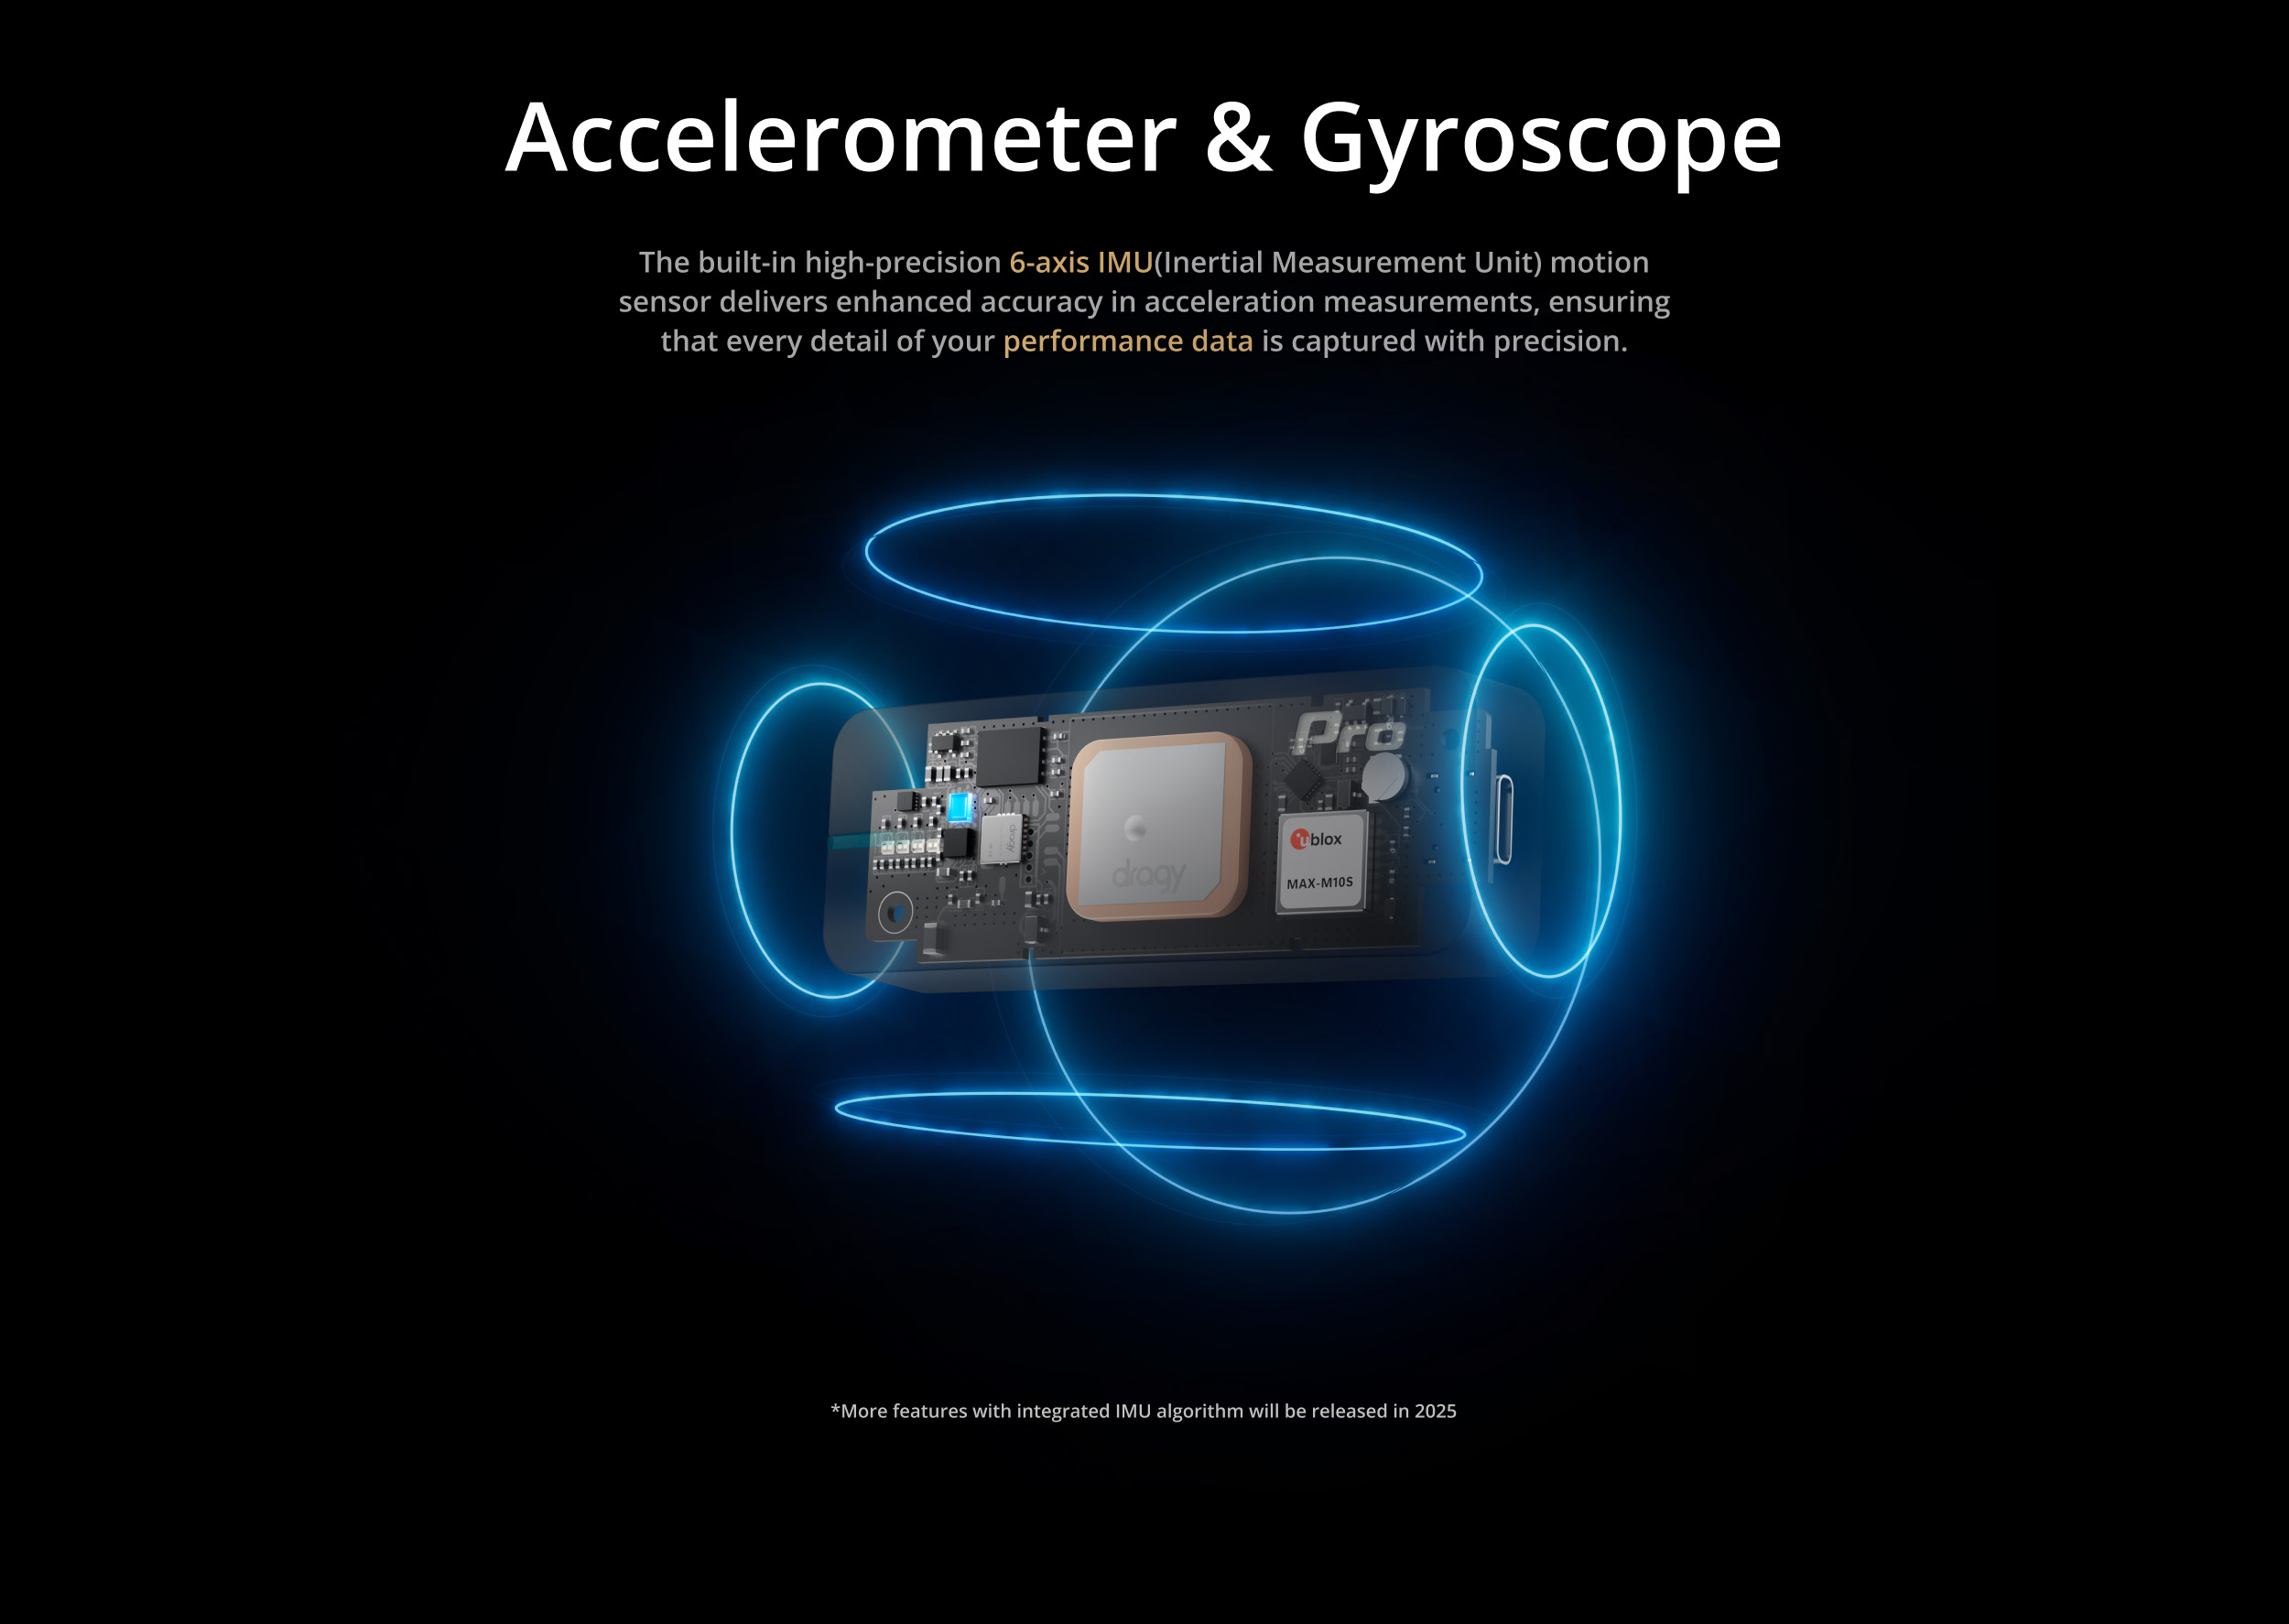 Accelerometer & Gyroscope
The built-in high-precision 6-axis IMU(Inertial Measurement Unit) motion
sensor delivers enhanced accuracy in acceleration measurements, ensuring
that every detail of your performance data is captured with precision.
Pro
dragy
dragy
ublox
MAX-M10S
*More features with integrated IMU algorithm will be released in 2025